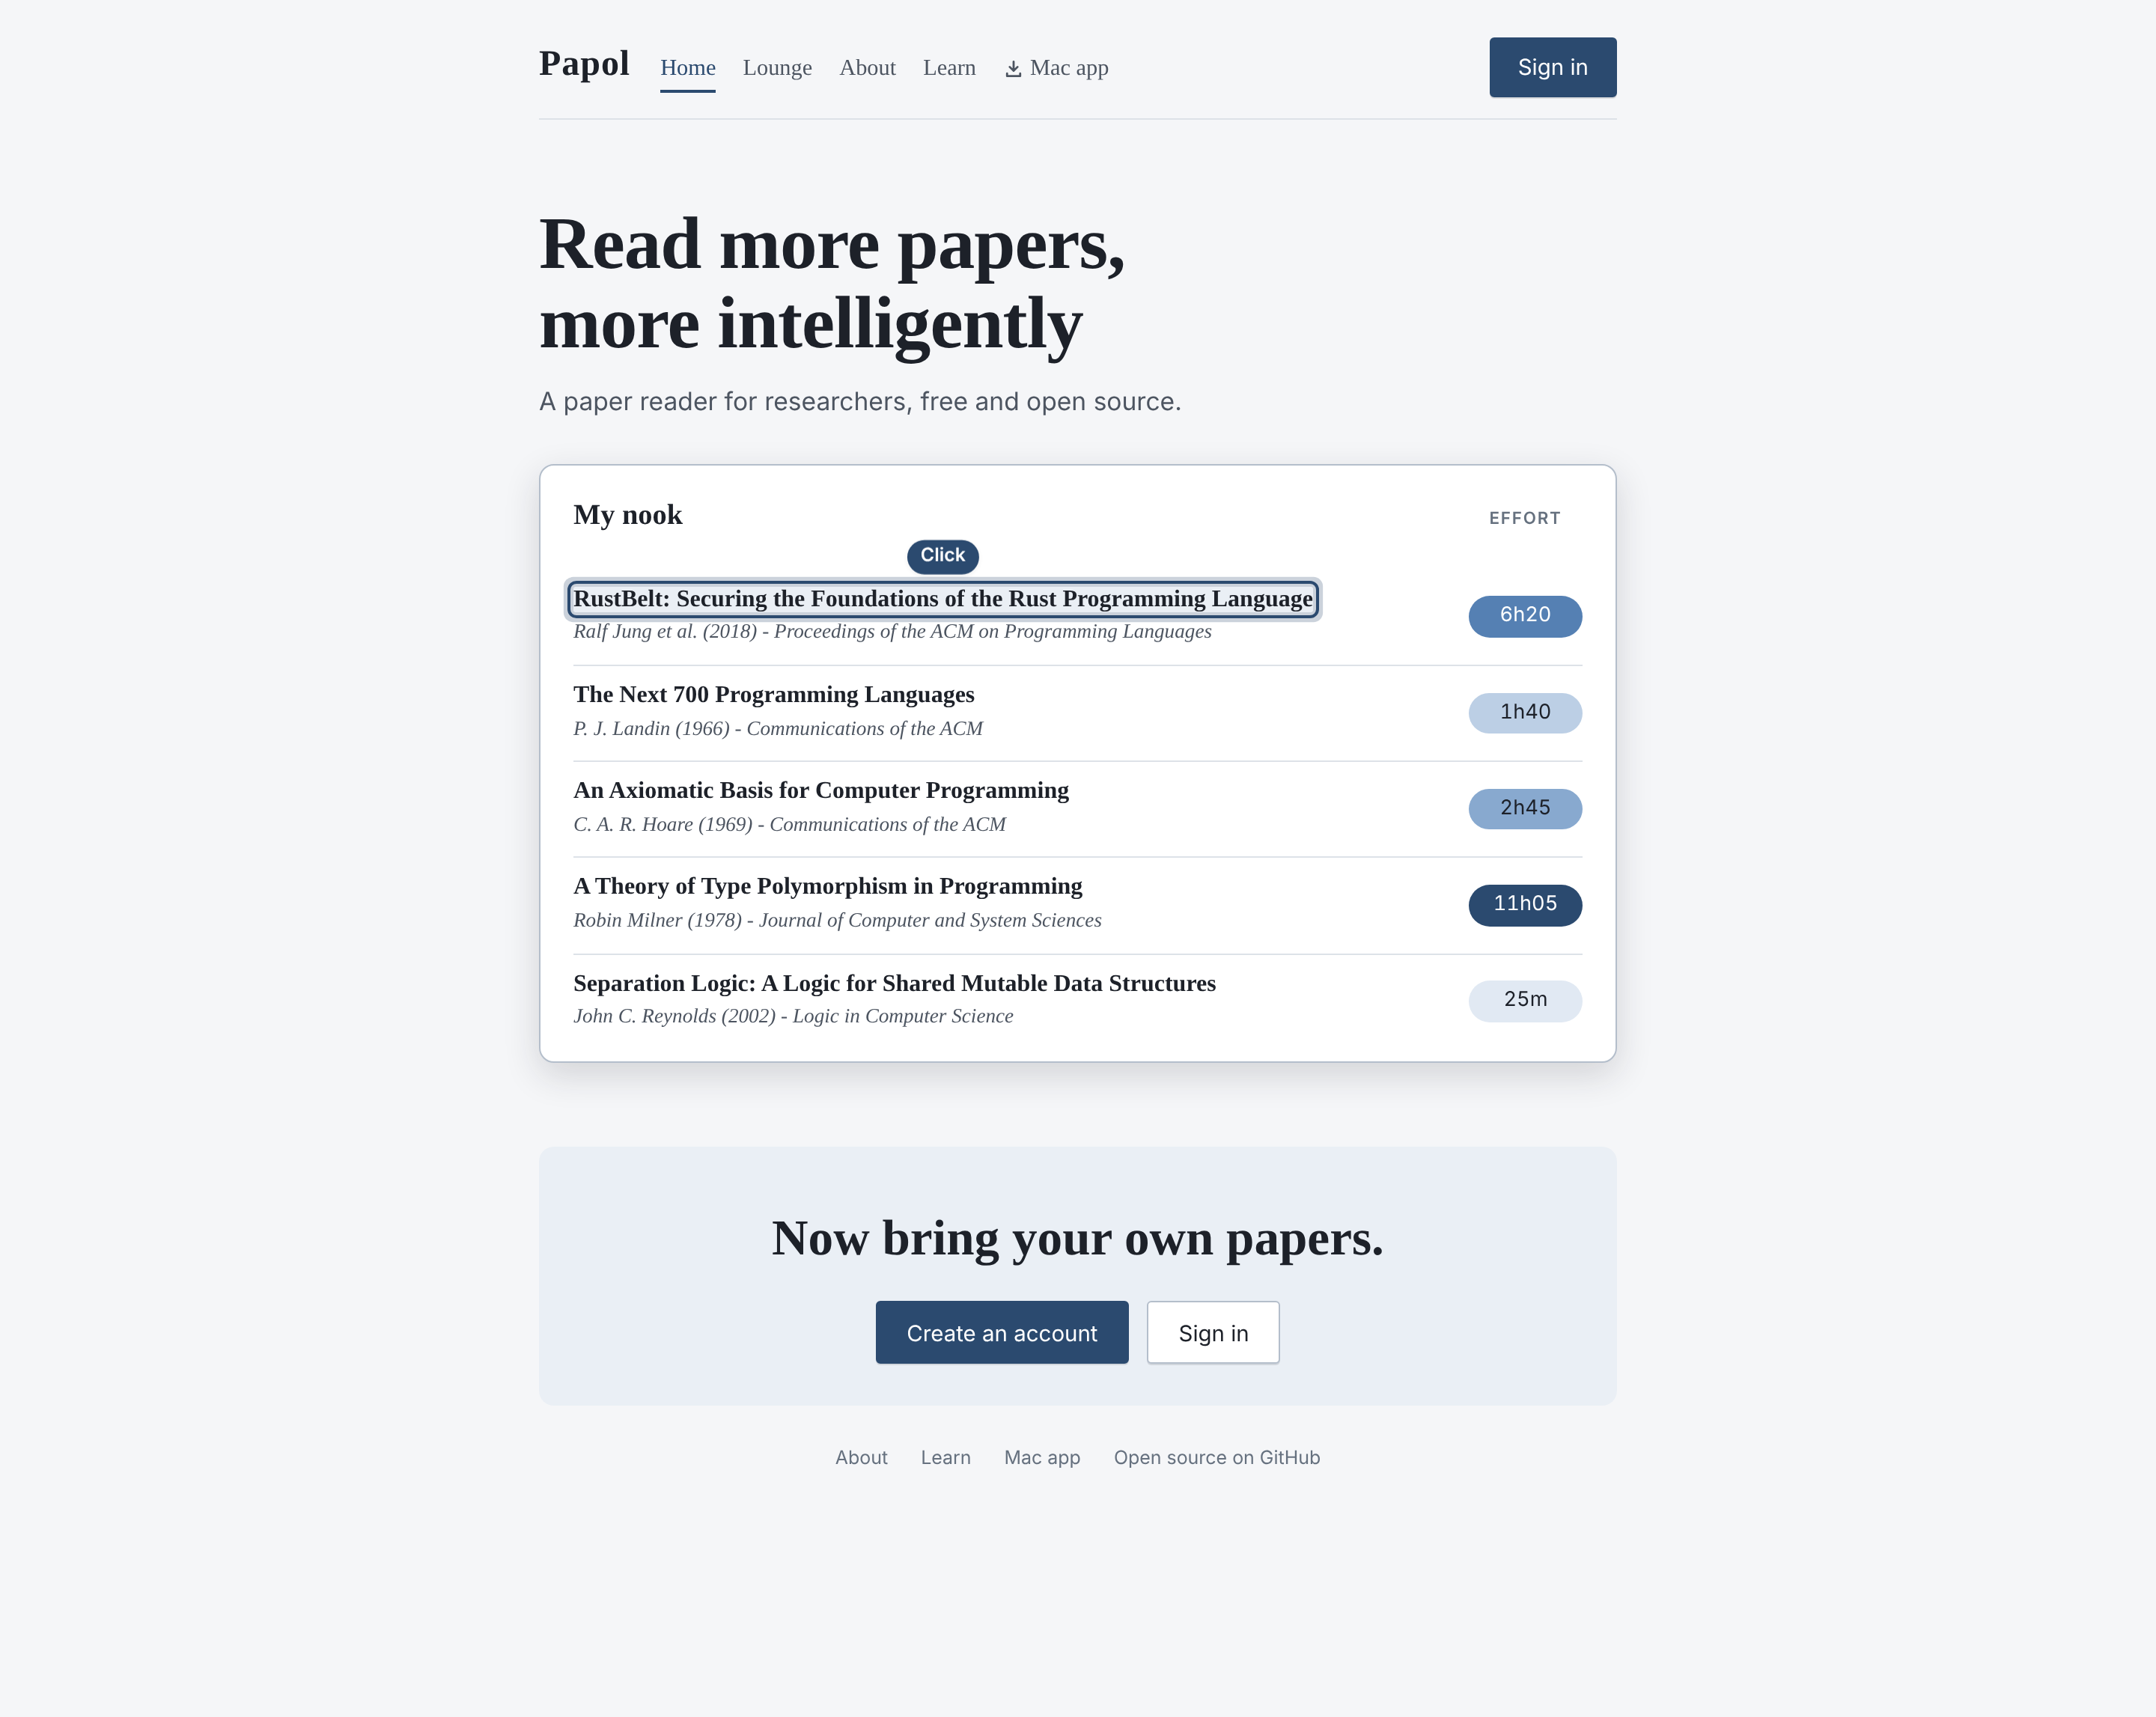 Papol
Home
Lounge
About
Learn
Mac app
Sign in
Read more papers,
more intelligently
A paper reader for researchers, free and open source.
My nook
EFFORT
Click
RustBelt: Securing the Foundations of the Rust Programming Language
Ralf Jung et al. (2018) - Proceedings of the ACM on Programming Languages
6h20
The Next 700 Programming Languages
P. J. Landin (1966) - Communications of the ACM
1h40
An Axiomatic Basis for Computer Programming
C. A. R. Hoare (1969) - Communications of the ACM
2h45
A Theory of Type Polymorphism in Programming
Robin Milner (1978) - Journal of Computer and System Sciences
11h05
Separation Logic: A Logic for Shared Mutable Data Structures
John C. Reynolds (2002) - Logic in Computer Science
25m
Now bring your own papers.
Create an account
Sign in
About
Learn
Mac app
Open source on GitHub